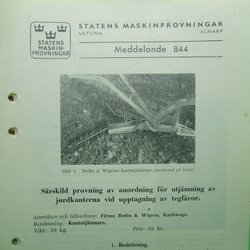 STATENS MASKINPROVNINGAR
ULTUNA ALNARP
STATENS
MASKIN-
PROVNINGAR
Meddelande 844
Bild 1. Bodin & Wigrens kantutjämnare, monterad på ledet.
Särskild provning av anordning för utjämning av
jordkanterna vid upptagning av tegfåror.
Anmälare och tillverkare: Firma Bodin & Wigren, Karlskoga.
Benämning: Kantutjämnare.
Vikt: 10 kg. Pris: 62 kr.
1. Beskrivning.